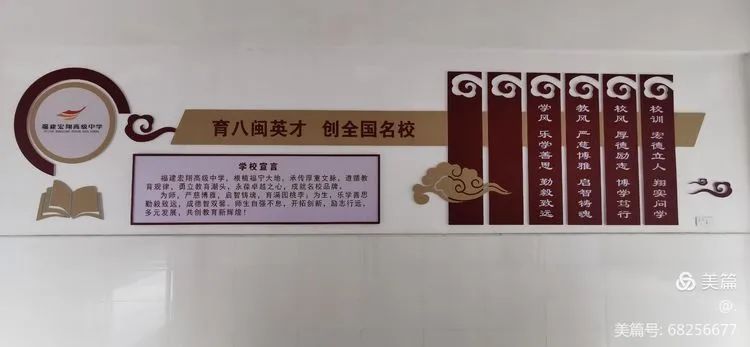 福建宏翔高级中学
育八闽英才 创全国名校
学校宣言
福建宏翔高级中学，根植福宁大地，承传厚重文脉，遵循教
育规律，勇立教育潮头，永葆卓越之心，成就名校品牌。
为师，严慈博雅，启智铸魂，育满园桃李；为生，乐学善思
勤毅致远，成德智双馨。师生自强不息，开拓创新，励志行远，
多元发展，共创教育新辉煌！
校训 宏德立人 翔实问学
校风 厚德励志 博学笃行
教风 严慈博雅 启智铸魂
学风 乐学善思 勤毅致远
美篇
@.
美篇号: 68256677